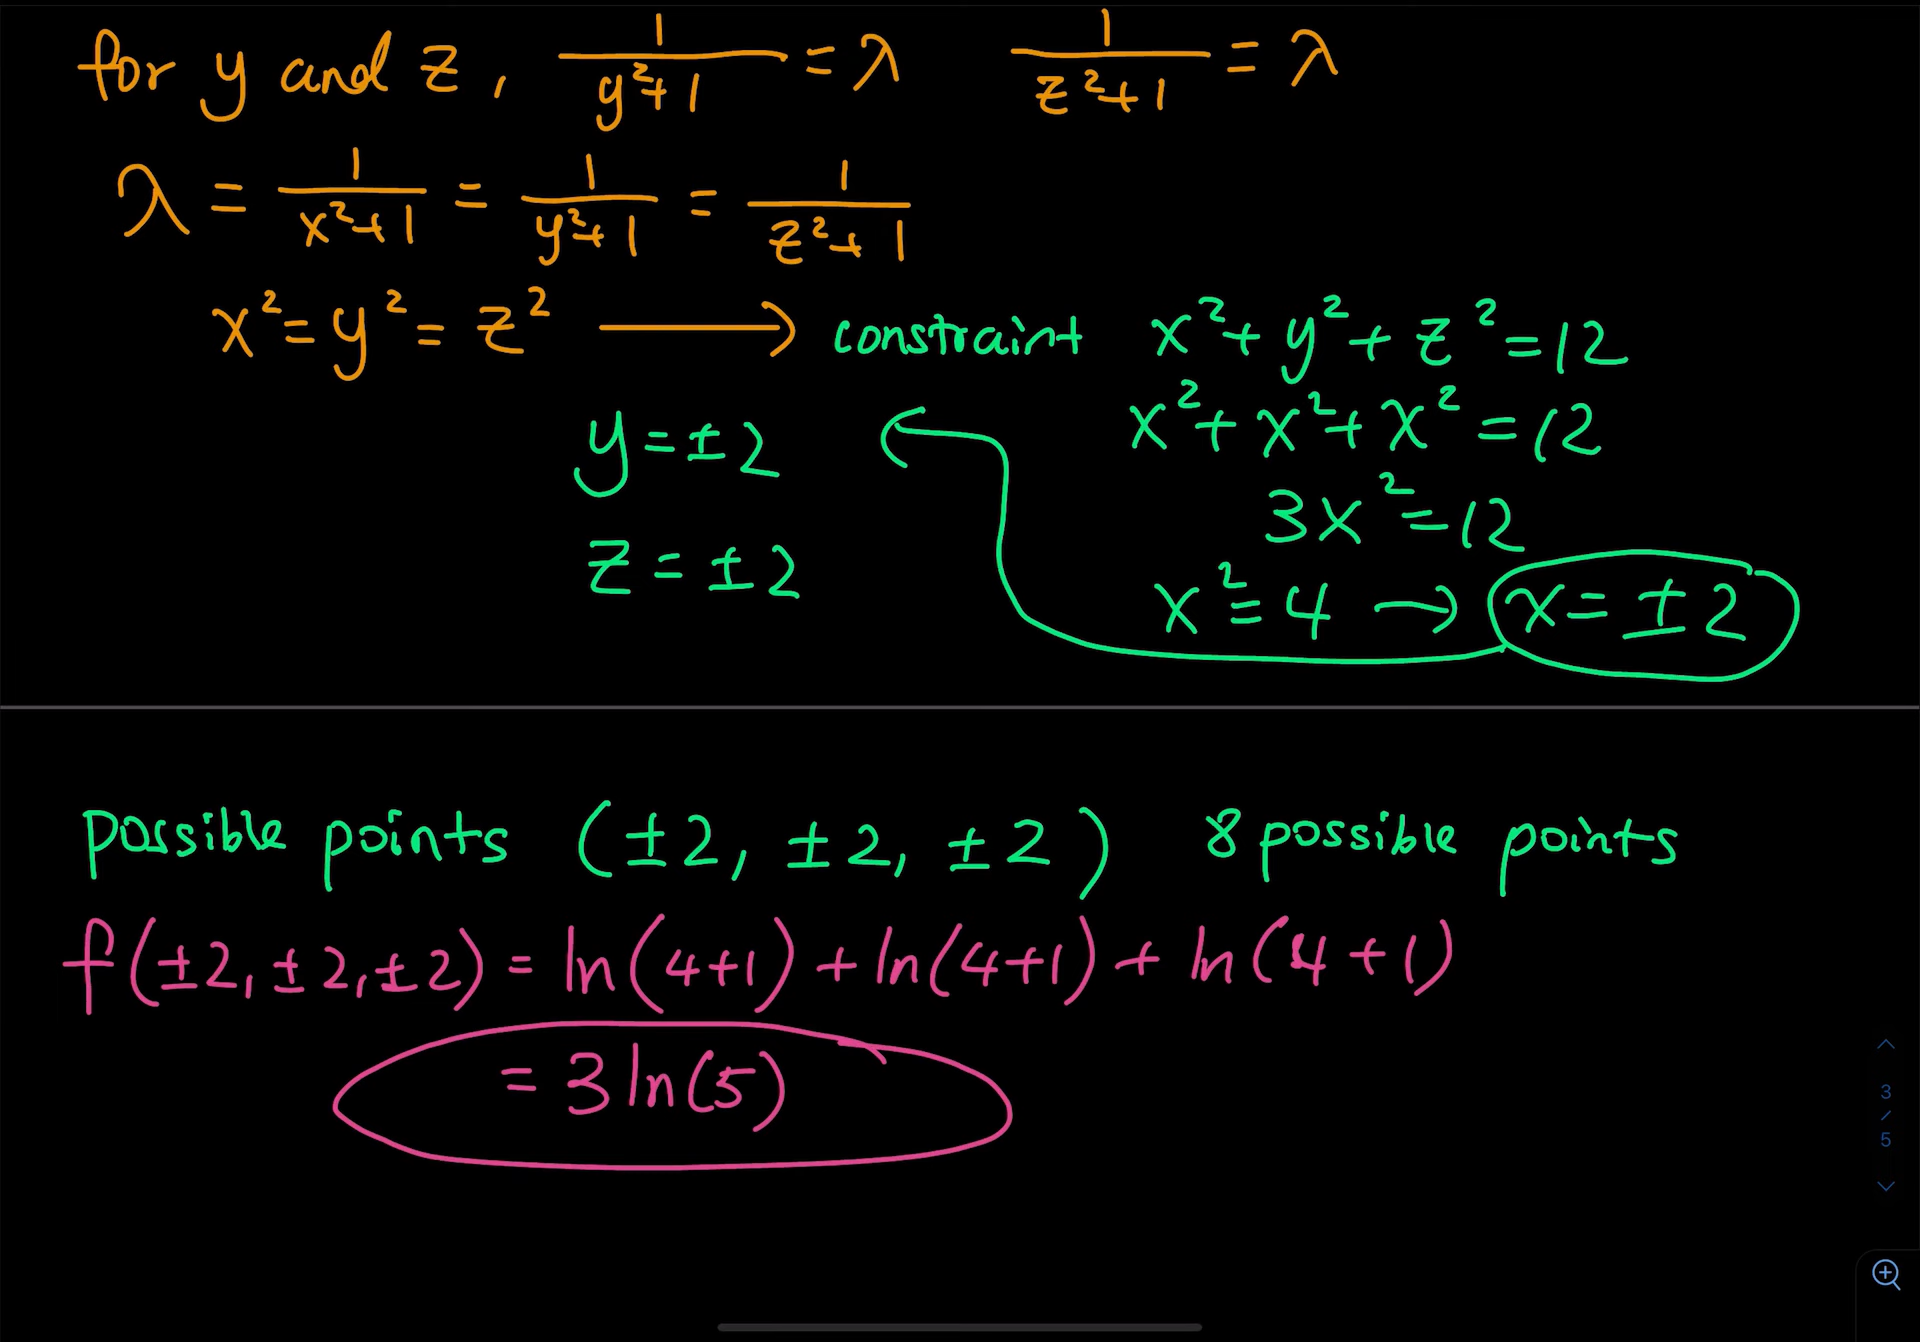 for y and z, 1/(y²+1) = λ   1/(z²+1) = λ
λ = 1/(x²+1) = 1/(y²+1) = 1/(z²+1)
x² = y² = z² ⟶ constraint x² + y² + z² = 12
x² + x² + x² = 12
3x² = 12
x² = 4 → x = ±2
y = ±2
z = ±2
possible points (±2, ±2, ±2) 8 possible points
f(±2, ±2, ±2) = ln(4+1) + ln(4+1) + ln(4+1)
= 3 ln(5)
3
/
5